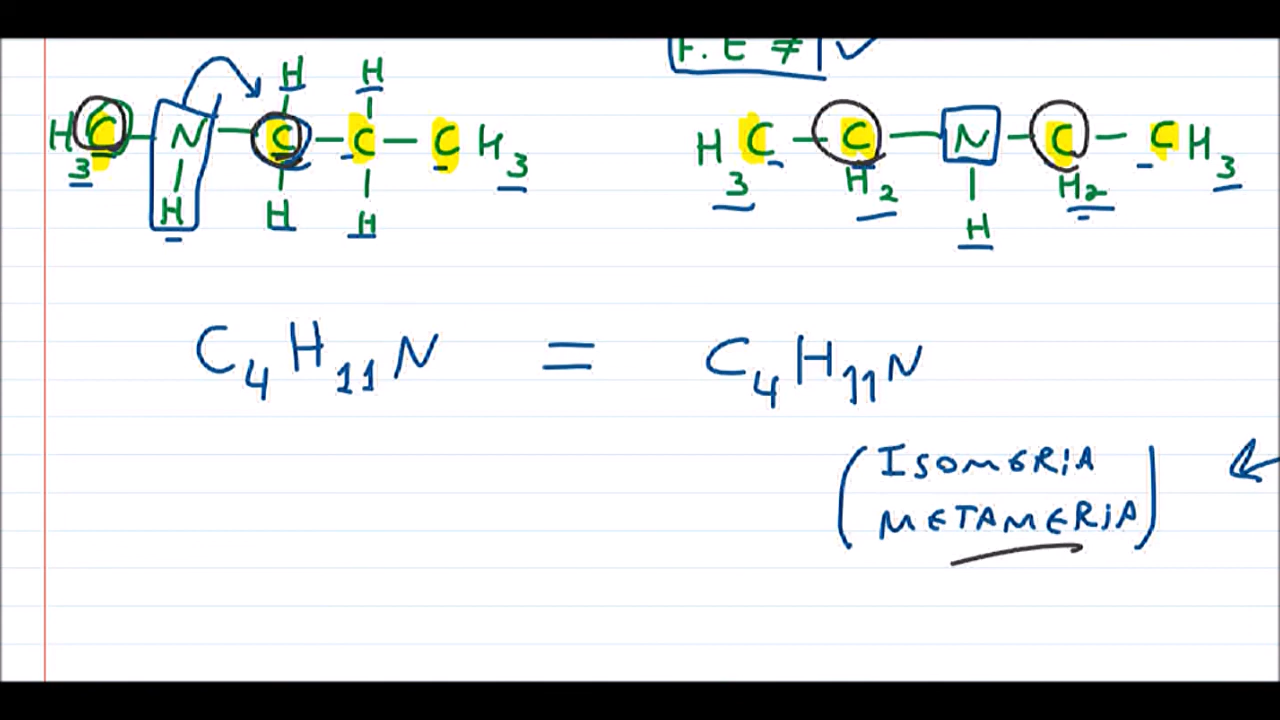 F.E ≠
H H
H3C - N - C - C - CH3
H H H
H3C - C - N - C - CH3
H2 H H2
C4H11N = C4H11N
(ISOMERIA
METAMERIA)